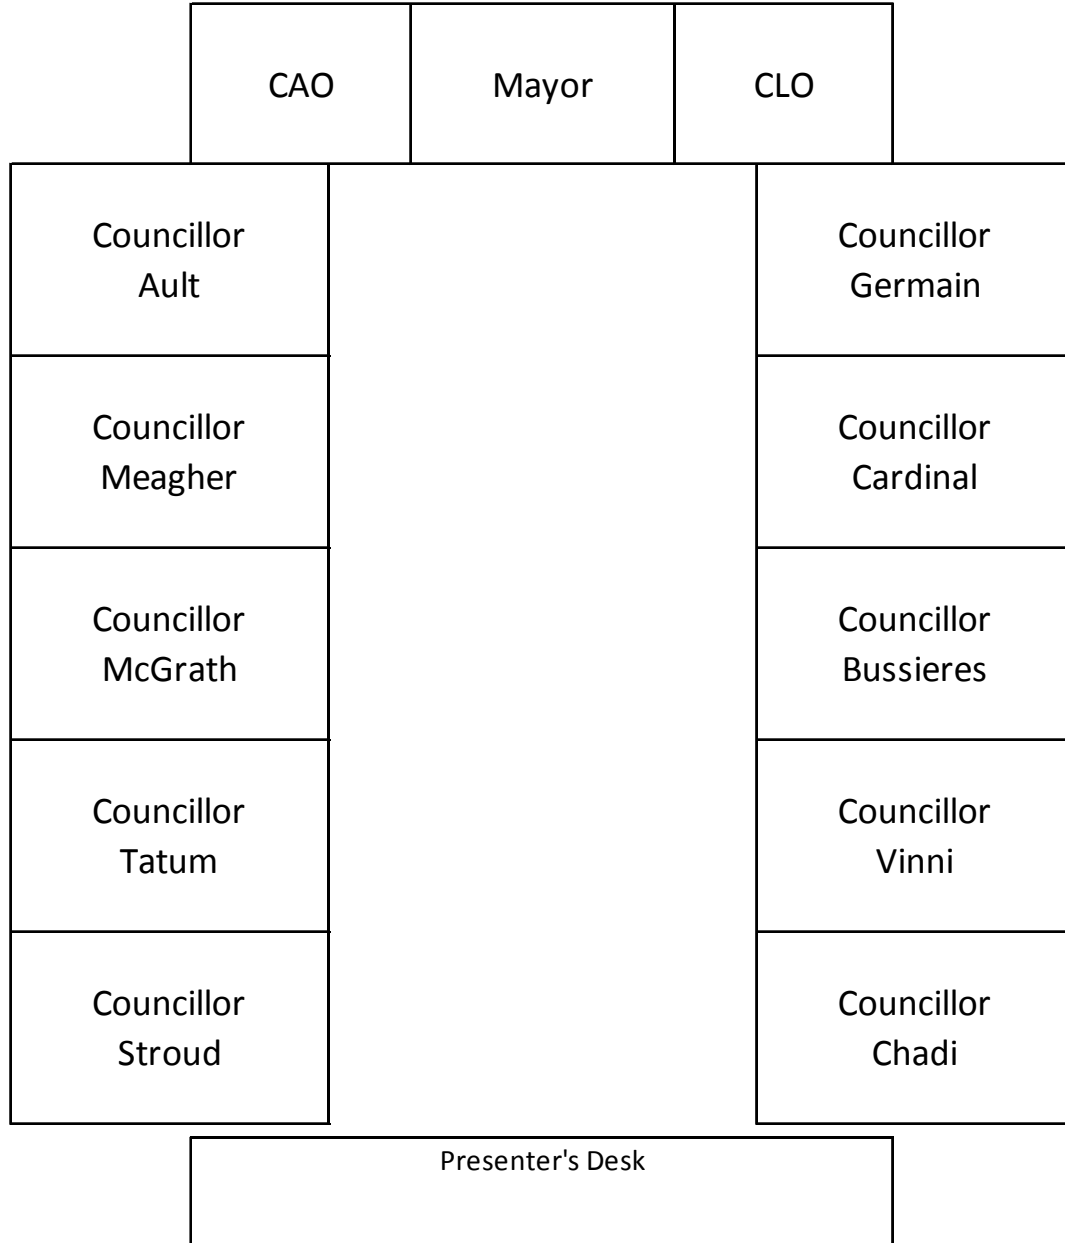 CAO
Mayor
CLO
Councillor
Ault
Councillor
Germain
Councillor
Meagher
Councillor
Cardinal
Councillor
McGrath
Councillor
Bussieres
Councillor
Tatum
Councillor
Vinni
Councillor
Stroud
Councillor
Chadi
Presenter's Desk